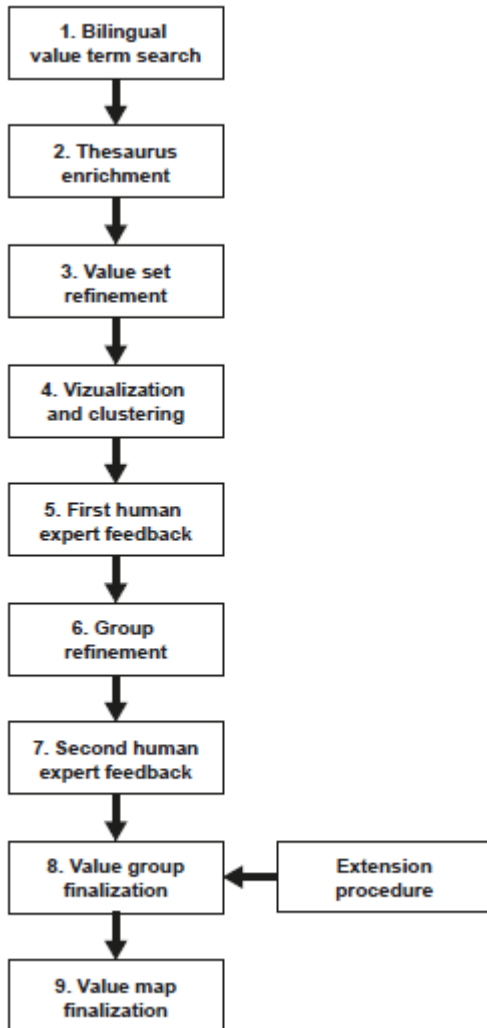 1. Bilingual
value term search
2. Thesaurus
enrichment
3. Value set
refinement
4. Vizualization
and clustering
5. First human
expert feedback
6. Group
refinement
7. Second human
expert feedback
8. Value group
finalization
Extension
procedure
9. Value map
finalization